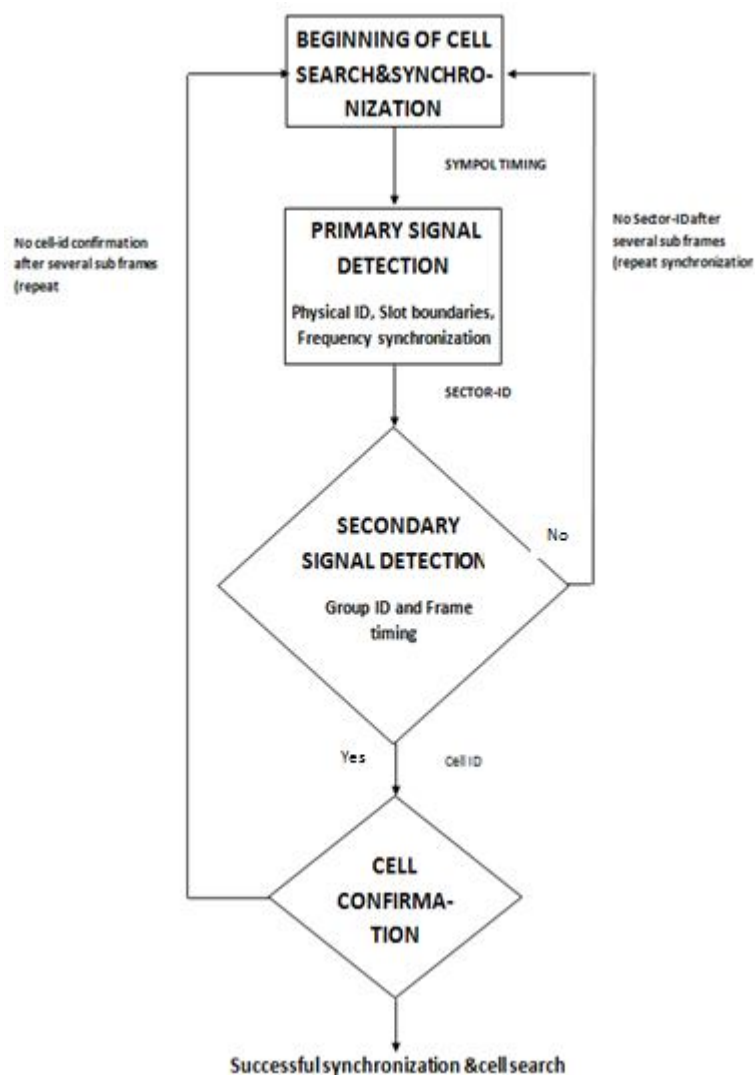 BEGINNING OF CELL
SEARCH&SYNCHRO-
NIZATION
SYMPOL TIMING
PRIMARY SIGNAL
DETECTION
Physical ID, Slot boundaries,
Frequency synchronization
No cell-id confirmation
after several sub frames
(repeat
No Sector-ID after
several sub frames
(repeat synchronization
SECTOR-ID
SECONDARY
SIGNAL DETECTION
Group ID and Frame
timing
No
Yes
Cell ID
CELL
CONFIRMA-
TION
Successful synchronization &cell search